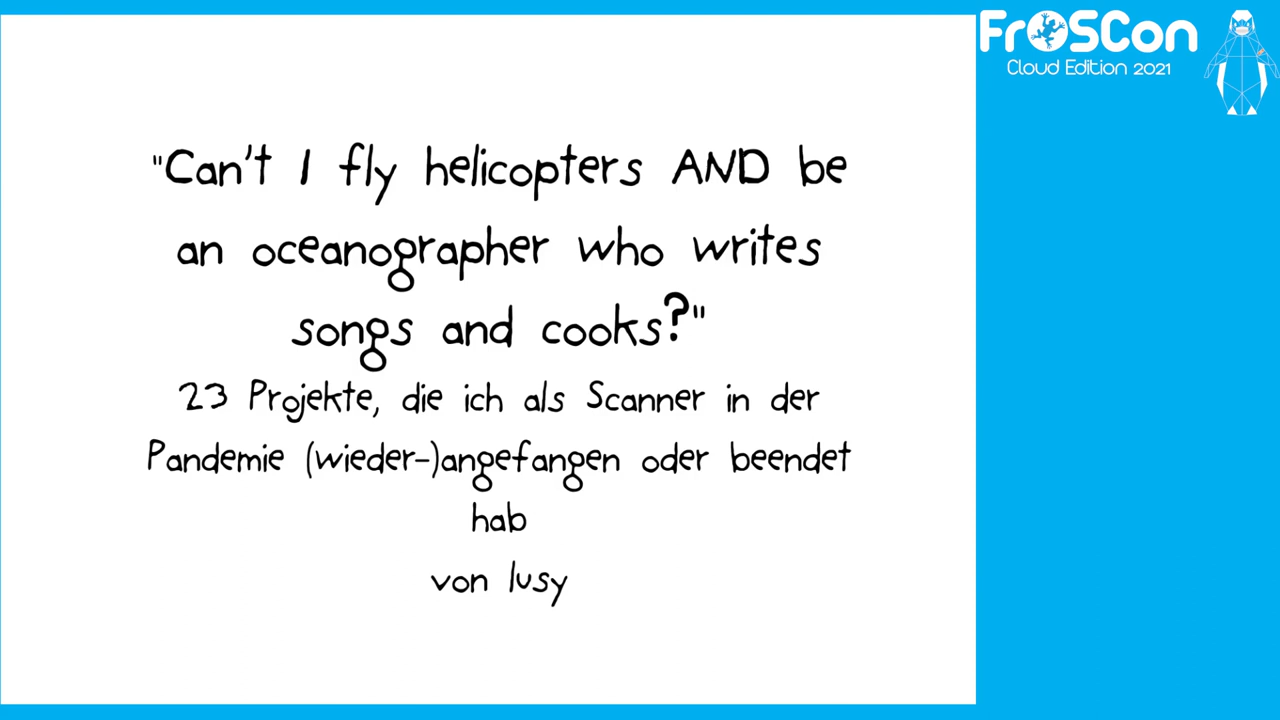 "Can't I fly helicopters AND be
an oceanographer who writes
songs and cooks?"
23 Projekte, die ich als Scanner in der
Pandemie (wieder-)angefangen oder beendet
hab
von lusy
FrOSCon
Cloud Edition 2021